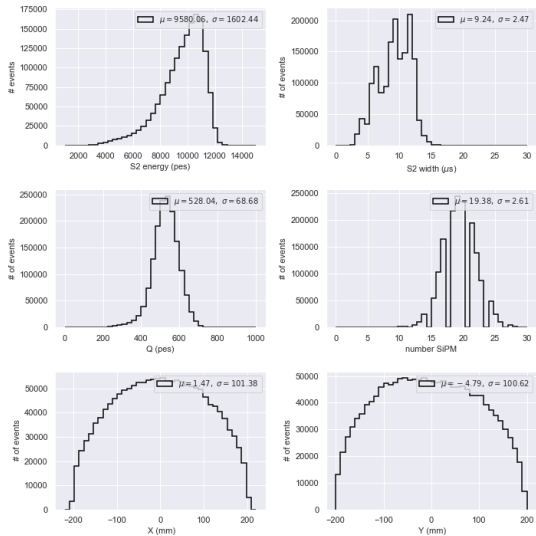 μ = 9580.06, σ = 1602.44
# of events
175000
150000
125000
100000
75000
50000
25000
0
2000 4000 6000 8000 10000 12000 14000
S2 energy (pes)
μ = 9.24, σ = 2.47
# of events
200000
150000
100000
50000
0
0 5 10 15 20 25 30
S2 width (μs)
μ = 528.04, σ = 68.68
# of events
250000
200000
150000
100000
50000
0
0 200 400 600 800 1000
Q (pes)
μ = 19.38, σ = 2.61
# of events
200000
150000
100000
50000
0
0 5 10 15 20 25 30
number SiPM
μ = 1.47, σ = 101.38
# of events
50000
40000
30000
20000
10000
0
−200 −100 0 100 200
X (mm)
μ = −4.79, σ = 100.62
# of events
50000
40000
30000
20000
10000
0
−200 −100 0 100 200
Y (mm)